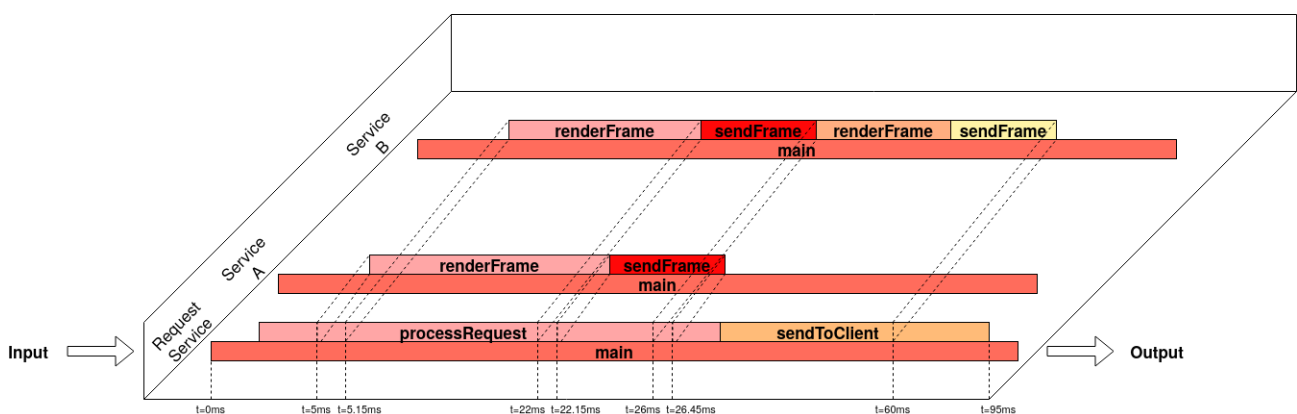 Service
B
renderFrame
sendFrame
renderFrame
sendFrame
main
Service
A
renderFrame
sendFrame
main
Request
Service
processRequest
sendToClient
main
Input
Output
t=0ms
t=5ms
t=5.15ms
t=22ms
t=22.15ms
t=26ms
t=26.45ms
t=60ms
t=95ms